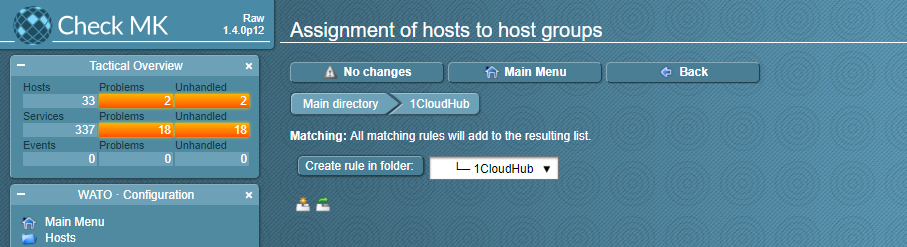 Check MK
Raw
1.4.0p12
Tactical Overview
Hosts Problems Unhandled
33 2 2
Services Problems Unhandled
337 18 18
Events Problems Unhandled
0 0 0
WATO · Configuration
Main Menu
Hosts
Assignment of hosts to host groups
No changes Main Menu Back
Main directory 1CloudHub
Matching: All matching rules will add to the resulting list.
Create rule in folder: └─ 1CloudHub